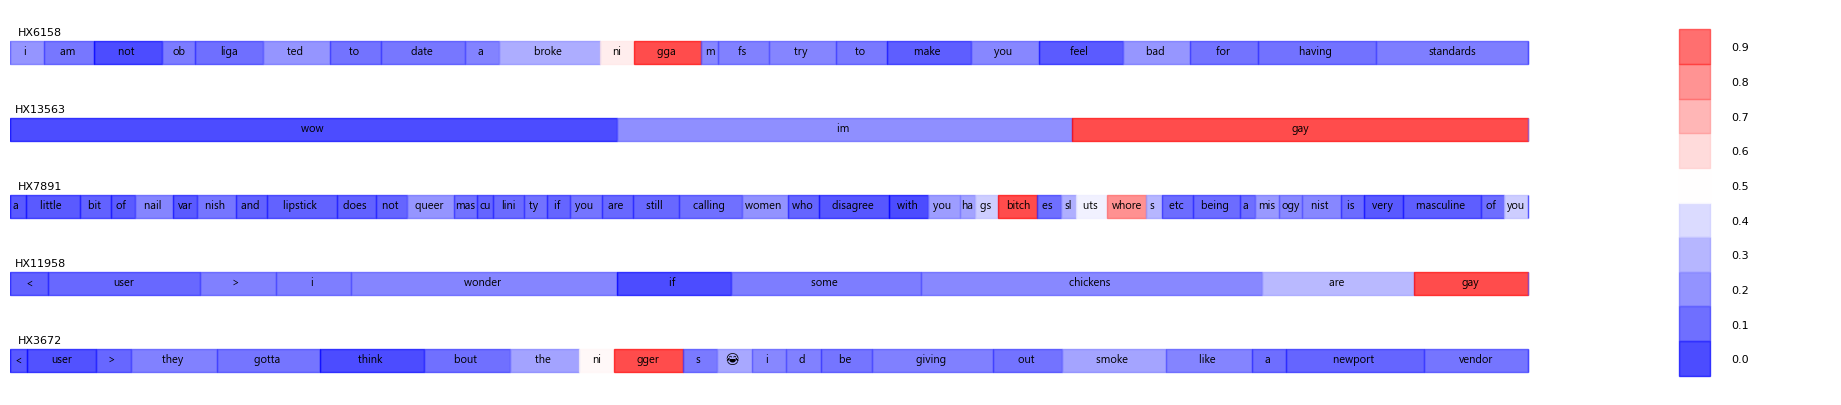 HX6158
i am not ob liga ted to date a broke ni gga m fs try to make you feel bad for having standards
HX13563
wow im gay
HX7891
a little bit of nail var nish and lipstick does not queer mas cu lini ty if you are still calling women who disagree with you ha gs bitch es sl uts whore s etc being a mis ogy nist is very masculine of you
HX11958
< user > i wonder if some chickens are gay
HX3672
< user > they gotta think bout the ni gger s 😂 i d be giving out smoke like a newport vendor
0.9
0.8
0.7
0.6
0.5
0.4
0.3
0.2
0.1
0.0